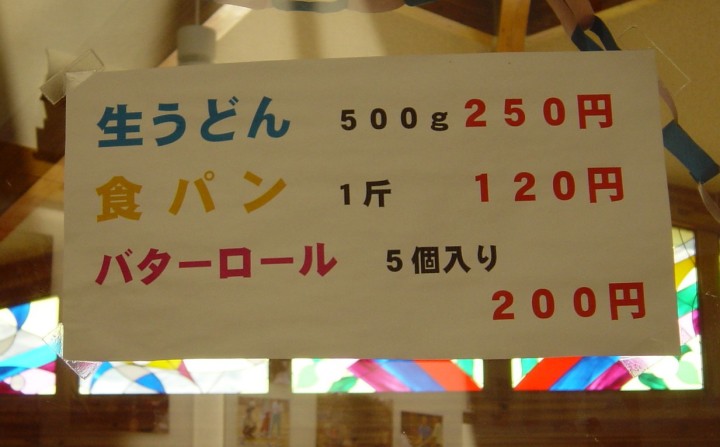 生うどん 500g 250円
食パン 1斤 120円
バターロール 5個入り
200円